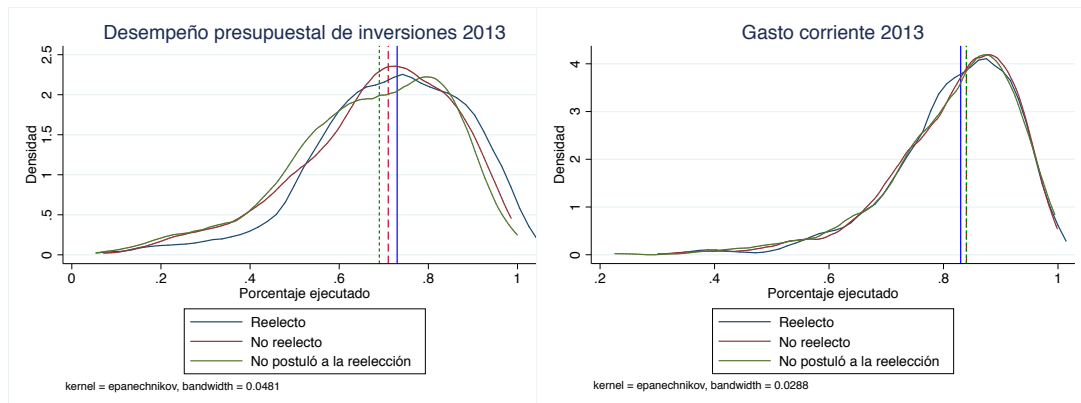 Desempeño presupuestal de inversiones 2013
Densidad
2.5
2
1.5
1
.5
0
0 .2 .4 .6 .8 1
Porcentaje ejecutado
Reelecto
No reelecto
No postuló a la reelección
kernel = epanechnikov, bandwidth = 0.0481
Gasto corriente 2013
Densidad
4
3
2
1
0
.2 .4 .6 .8 1
Porcentaje ejecutado
Reelecto
No reelecto
No postuló a la reelección
kernel = epanechnikov, bandwidth = 0.0288